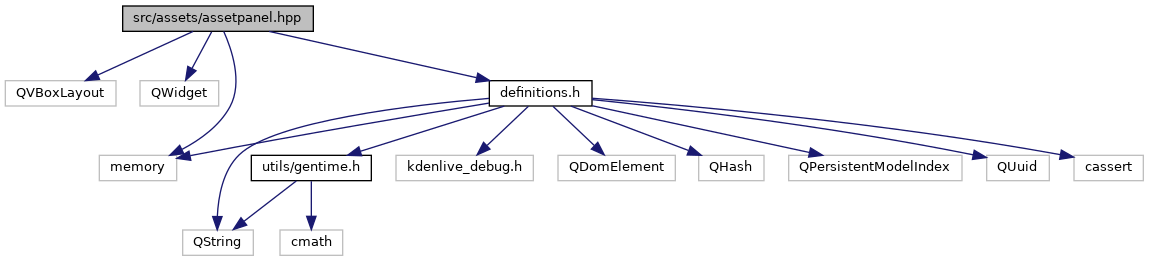 src/assets/assetpanel.hpp
QVBoxLayout
QWidget
definitions.h
memory
utils/gentime.h
kdenlive_debug.h
QDomElement
QHash
QPersistentModelIndex
QUuid
cassert
QString
cmath